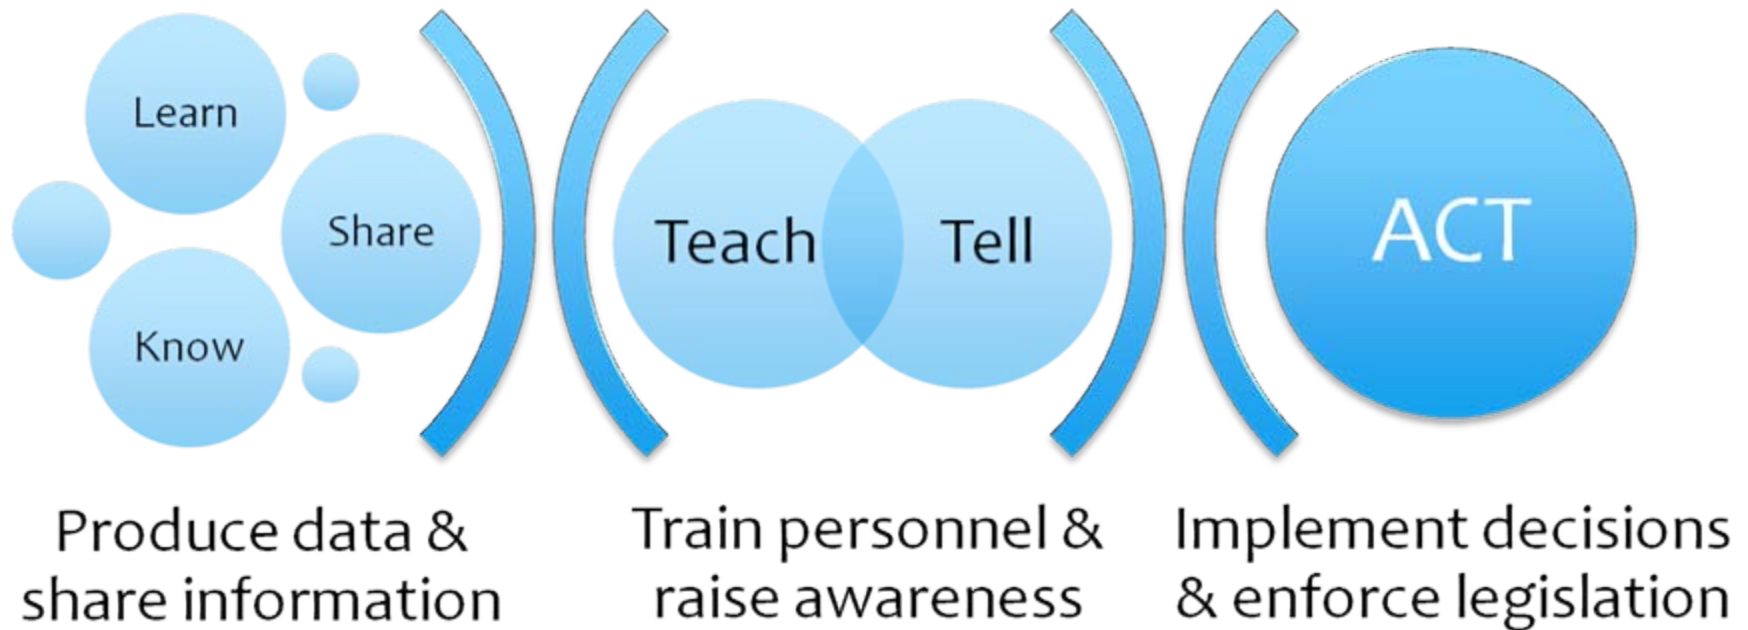 Learn
Share
Know
Teach
Tell
ACT
Produce data &
share information
Train personnel &
raise awareness
Implement decisions
& enforce legislation